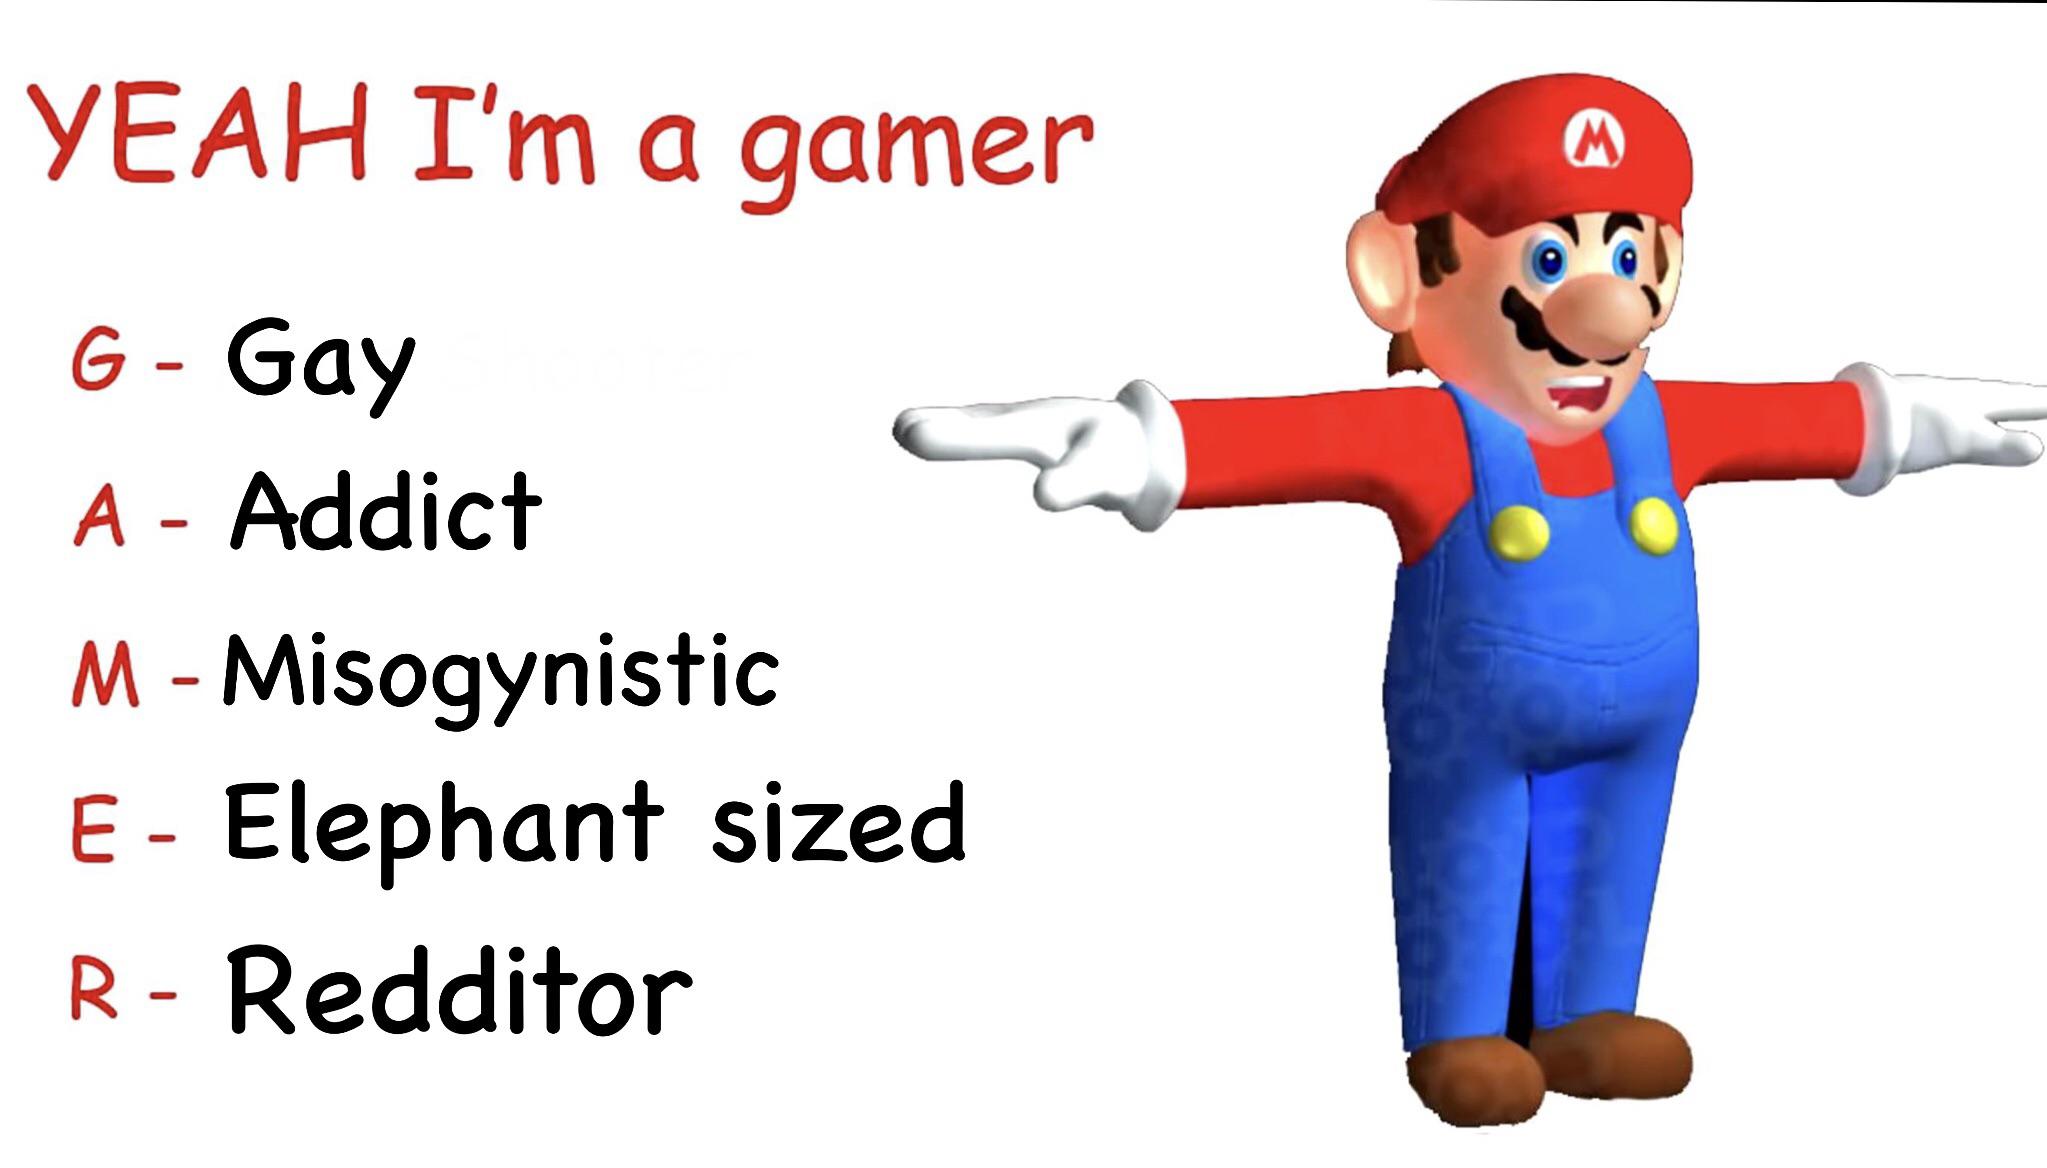 YEAH I'm a gamer
G - Gay
A - Addict
M - Misogynistic
E - Elephant sized
R - Redditor
M